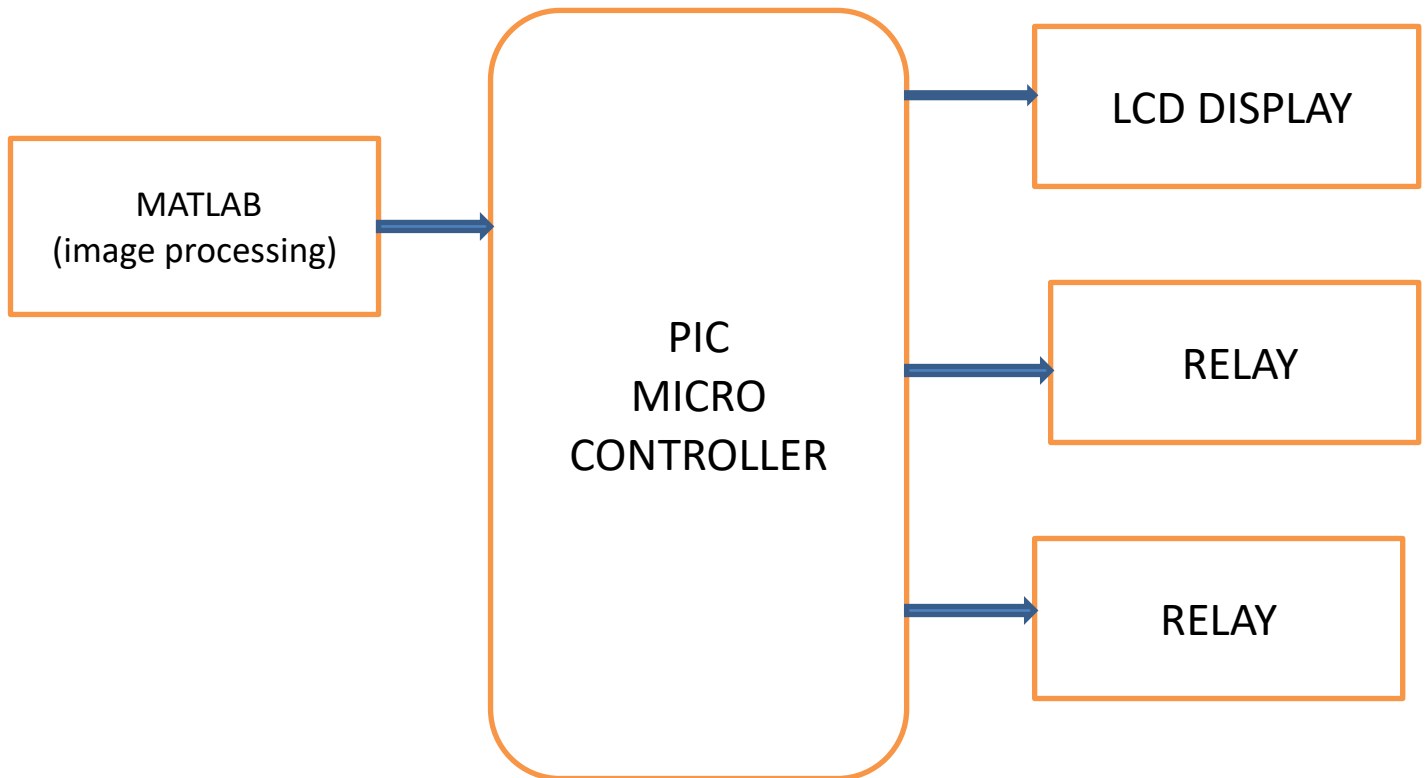 MATLAB
(image processing)
PIC
MICRO
CONTROLLER
LCD DISPLAY
RELAY
RELAY